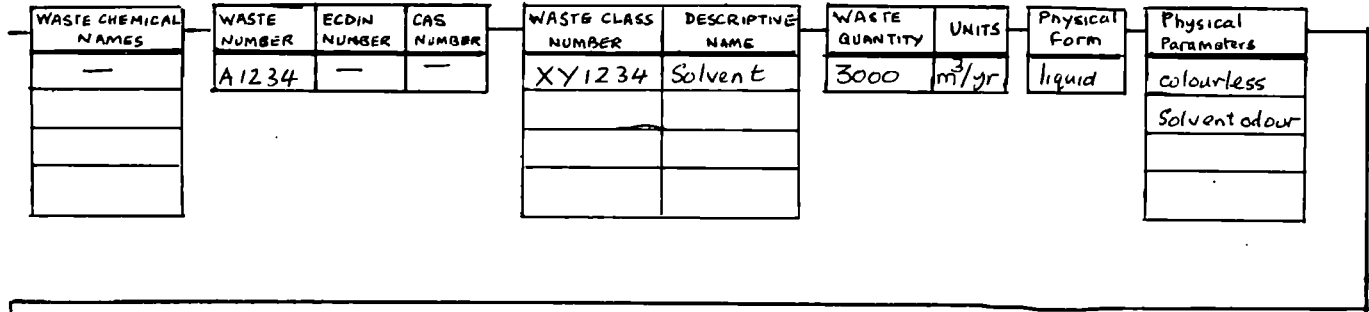 WASTE CHEMICAL NAMES
—
WASTE NUMBER
ECDIN NUMBER
CAS NUMBER
A1234
—
—
WASTE CLASS NUMBER
DESCRIPTIVE NAME
XY1234
Solvent
WASTE QUANTITY
UNITS
3000
m³/yr
Physical Form
liquid
Physical Parameters
colourless
Solvent odour